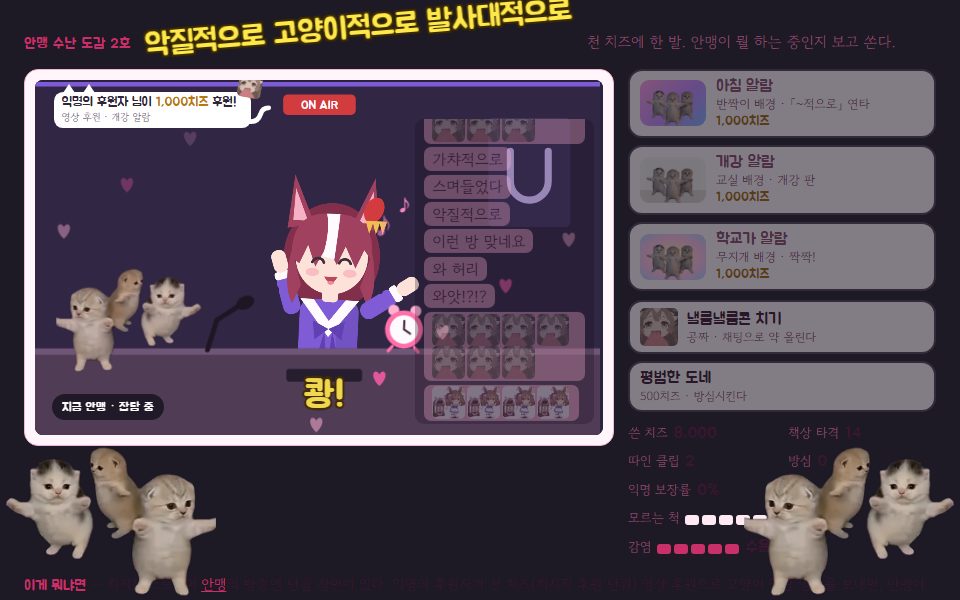 안맹 수난 도감 2호
악질적으로 고양이적으로 발사대적으로
천 치즈에 한 발. 안맹이 뭘 하는 중인지 보고 쏜다.
익명의 후원자 님이 1,000치즈 후원!
영상 후원 · 개강 알람
ON AIR
가챠적으로
스며들었다
악질적으로
이런 방 맞네요
와 허리
와앗!?!?
U
쾅!
지금 안맹 · 잡담 중
아침 알람
반짝이 배경 · 「~적으로」 연타
1,000치즈
개강 알람
교실 배경 · 개강 판
1,000치즈
학교가 알람
무지개 배경 · 짝짝!
1,000치즈
낼름낼름콘 치기
공짜 · 채팅으로 약 올린다
평범한 도네
500치즈 · 방심시킨다
쓴 치즈 8,000
책상 타격 14
따인 클립 2
방심 0
익명 보장률 0%
모르는 척
감염
이게 뭐냐면
안맹